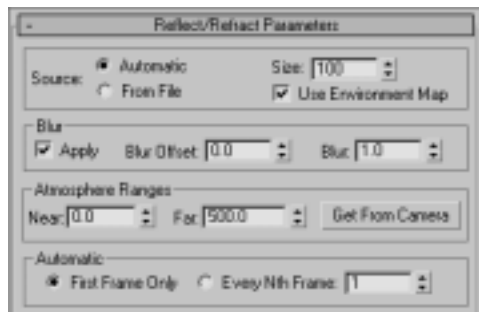 - Reflect/Refract Parameters
Source: Automatic Size: 100
From File Use Environment Map
Blur
Apply Blur Offset: 0.0 Blur: 1.0
Atmosphere Ranges
Near: 0.0 Far: 500.0 Get From Camera
Automatic
First Frame Only Every Nth Frame: 1